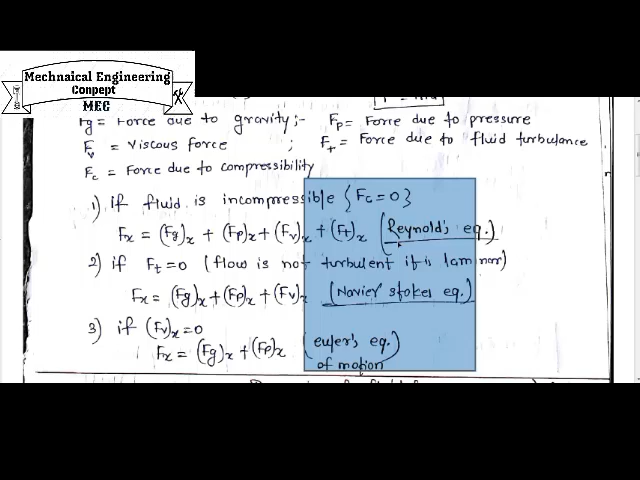 Mechnaical Engineering
Conpept
MEC
Fg = Force due to gravity;- Fp = Force due to pressure
Fv = Viscous force ; Ft = Force due to fluid turbulance
Fc = Force due to compressibility
1) if fluid is incompressible {Fc=0}
Fx = (Fg)x + (Fp)x + (Fv)x + (Ft)x (Reynold's eq.)
2) if Ft=0 (flow is not turbulent it is laminar)
Fx = (Fg)x + (Fp)x + (Fv)x (Navier stokes eq.)
3) if (Fv)x=0
Fx = (Fg)x + (Fp)x (euler's eq.)
of motion